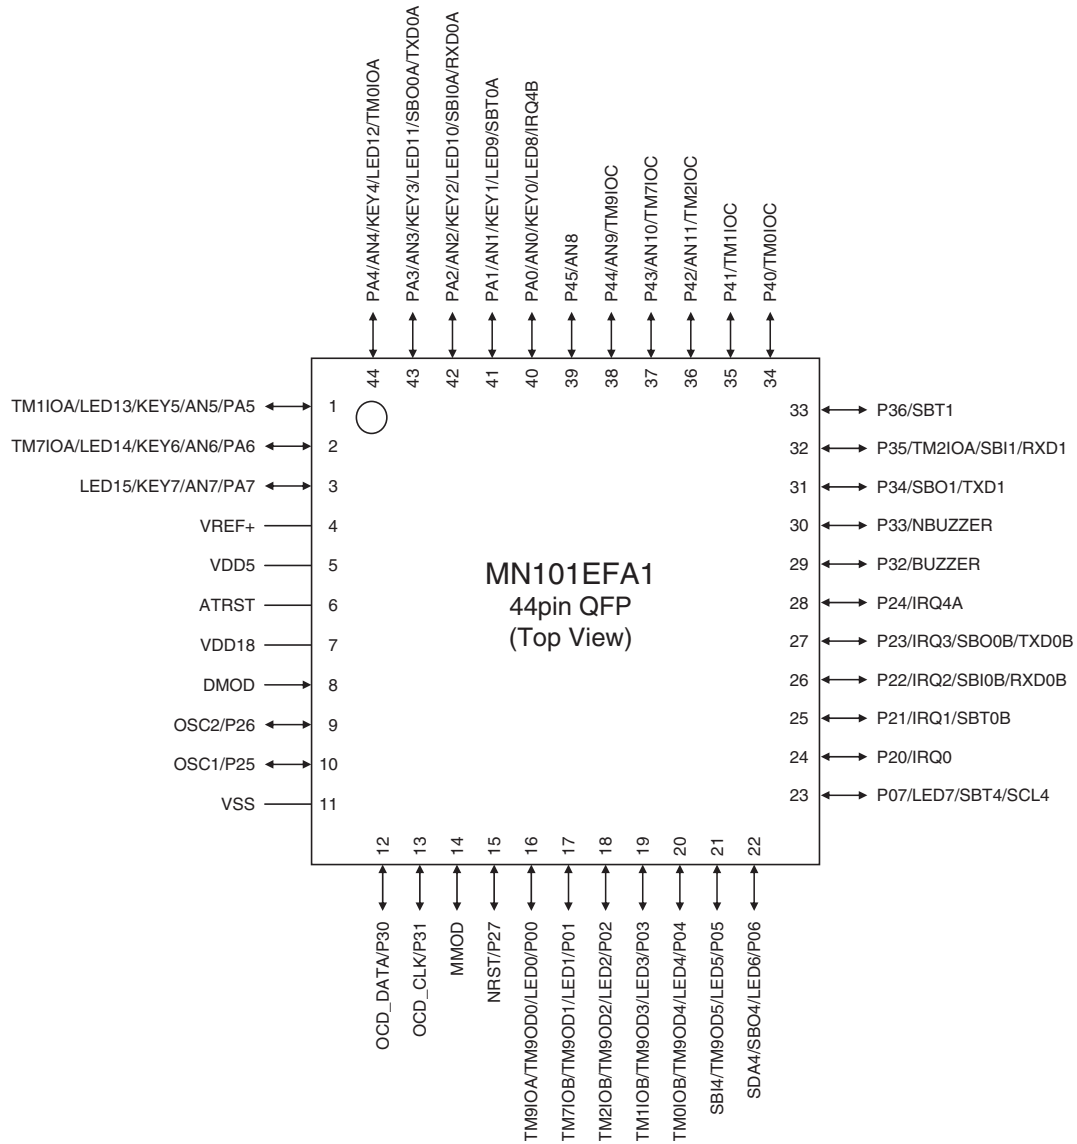 PA4/AN4/KEY4/LED12/TM0IOA
PA3/AN3/KEY3/LED11/SBO0A/TXD0A
PA2/AN2/KEY2/LED10/SBI0A/RXD0A
PA1/AN1/KEY1/LED9/SBT0A
PA0/AN0/KEY0/LED8/IRQ4B
P45/AN8
P44/AN9/TM9IOC
P43/AN10/TM7IOC
P42/AN11/TM2IOC
P41/TM1IOC
P40/TM0IOC
44
43
42
41
40
39
38
37
36
35
34
TM1IOA/LED13/KEY5/AN5/PA5 1
TM7IOA/LED14/KEY6/AN6/PA6 2
LED15/KEY7/AN7/PA7 3
VREF+ 4
VDD5 5
ATRST 6
VDD18 7
DMOD 8
OSC2/P26 9
OSC1/P25 10
VSS 11
MN101EFA1
44pin QFP
(Top View)
33 P36/SBT1
32 P35/TM2IOA/SBI1/RXD1
31 P34/SBO1/TXD1
30 P33/NBUZZER
29 P32/BUZZER
28 P24/IRQ4A
27 P23/IRQ3/SBO0B/TXD0B
26 P22/IRQ2/SBI0B/RXD0B
25 P21/IRQ1/SBT0B
24 P20/IRQ0
23 P07/LED7/SBT4/SCL4
12
13
14
15
16
17
18
19
20
21
22
OCD_DATA/P30
OCD_CLK/P31
MMOD
NRST/P27
TM9IOA/TM9OD0/LED0/P00
TM7IOB/TM9OD1/LED1/P01
TM2IOB/TM9OD2/LED2/P02
TM1IOB/TM9OD3/LED3/P03
TM0IOB/TM9OD4/LED4/P04
SBI4/TM9OD5/LED5/P05
SDA4/SBO4/LED6/P06